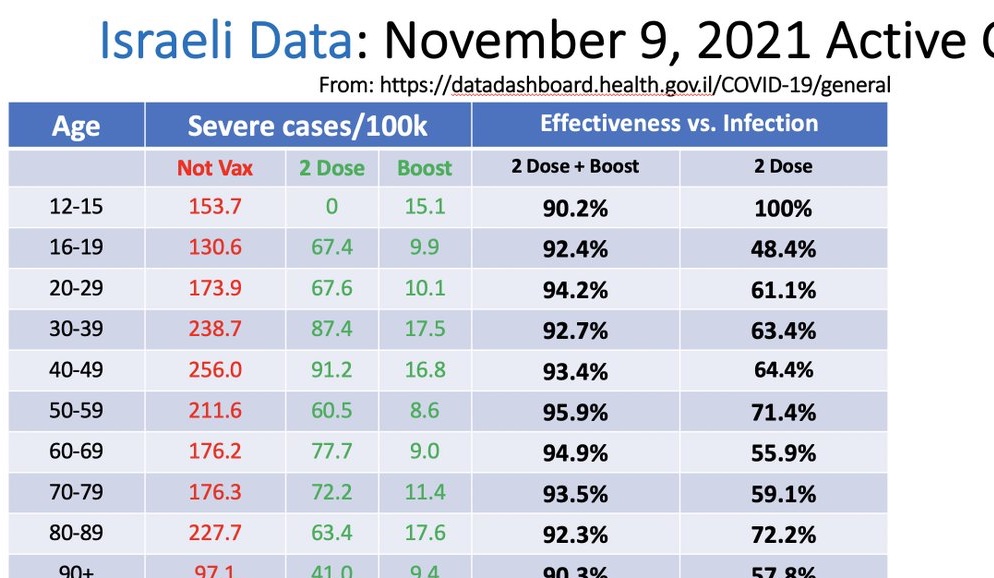 Israeli Data: November 9, 2021 Active
From: https://datadashboard.health.gov.il/COVID-19/general
Age Severe cases/100k Effectiveness vs. Infection
Not Vax 2 Dose Boost 2 Dose + Boost 2 Dose
12-15 153.7 0 15.1 90.2% 100%
16-19 130.6 67.4 9.9 92.4% 48.4%
20-29 173.9 67.6 10.1 94.2% 61.1%
30-39 238.7 87.4 17.5 92.7% 63.4%
40-49 256.0 91.2 16.8 93.4% 64.4%
50-59 211.6 60.5 8.6 95.9% 71.4%
60-69 176.2 77.7 9.0 94.9% 55.9%
70-79 176.3 72.2 11.4 93.5% 59.1%
80-89 227.7 63.4 17.6 92.3% 72.2%
90+ 97.1 41.0 9.4 90.3% 57.8%